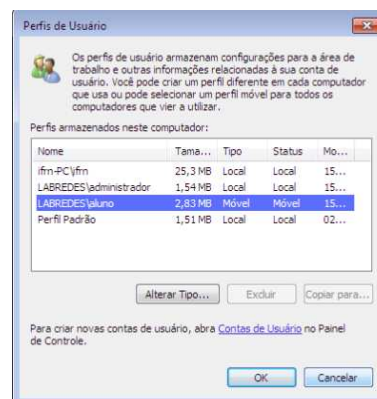 Perfis de Usuário
Os perfis de usuário armazenam configurações para a área de
trabalho e outras informações relacionadas à sua conta de
usuário. Você pode criar um perfil diferente em cada computador
que usa ou pode selecionar um perfil móvel para todos os
computadores que vier a utilizar.
Perfis armazenados neste computador:
Nome Tama... Tipo Status Mo...
ifrn-PC\ifrn 25,3 MB Local Local 15...
LABREDES\administrador 1,54 MB Local Local 15...
LABREDES\aluno 2,83 MB Móvel Móvel 15...
Perfil Padrão 1,51 MB Local Local 02...
Alterar Tipo... Excluir Copiar para...
Para criar novas contas de usuário, abra Contas de Usuário no Painel
de Controle.
OK Cancelar